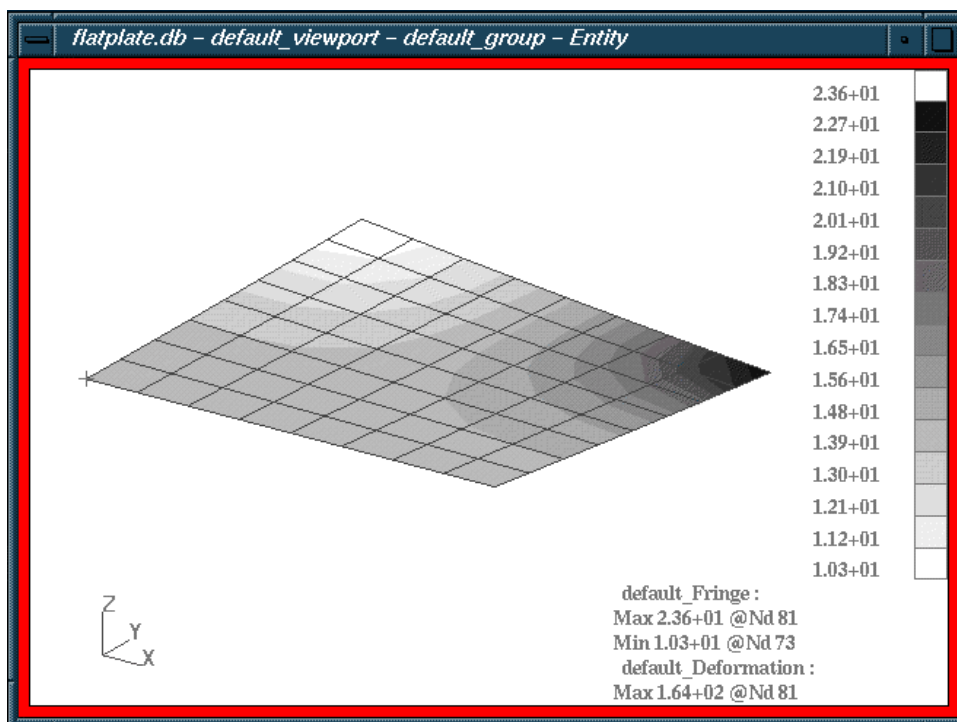 flatplate.db – default_viewport – default_group – Entity
2.36+01
2.27+01
2.19+01
2.10+01
2.01+01
1.92+01
1.83+01
1.74+01
1.65+01
1.56+01
1.48+01
1.39+01
1.30+01
1.21+01
1.12+01
1.03+01
default_Fringe :
Max 2.36+01 @Nd 81
Min 1.03+01 @Nd 73
default_Deformation :
Max 1.64+02 @Nd 81
Z
Y
X